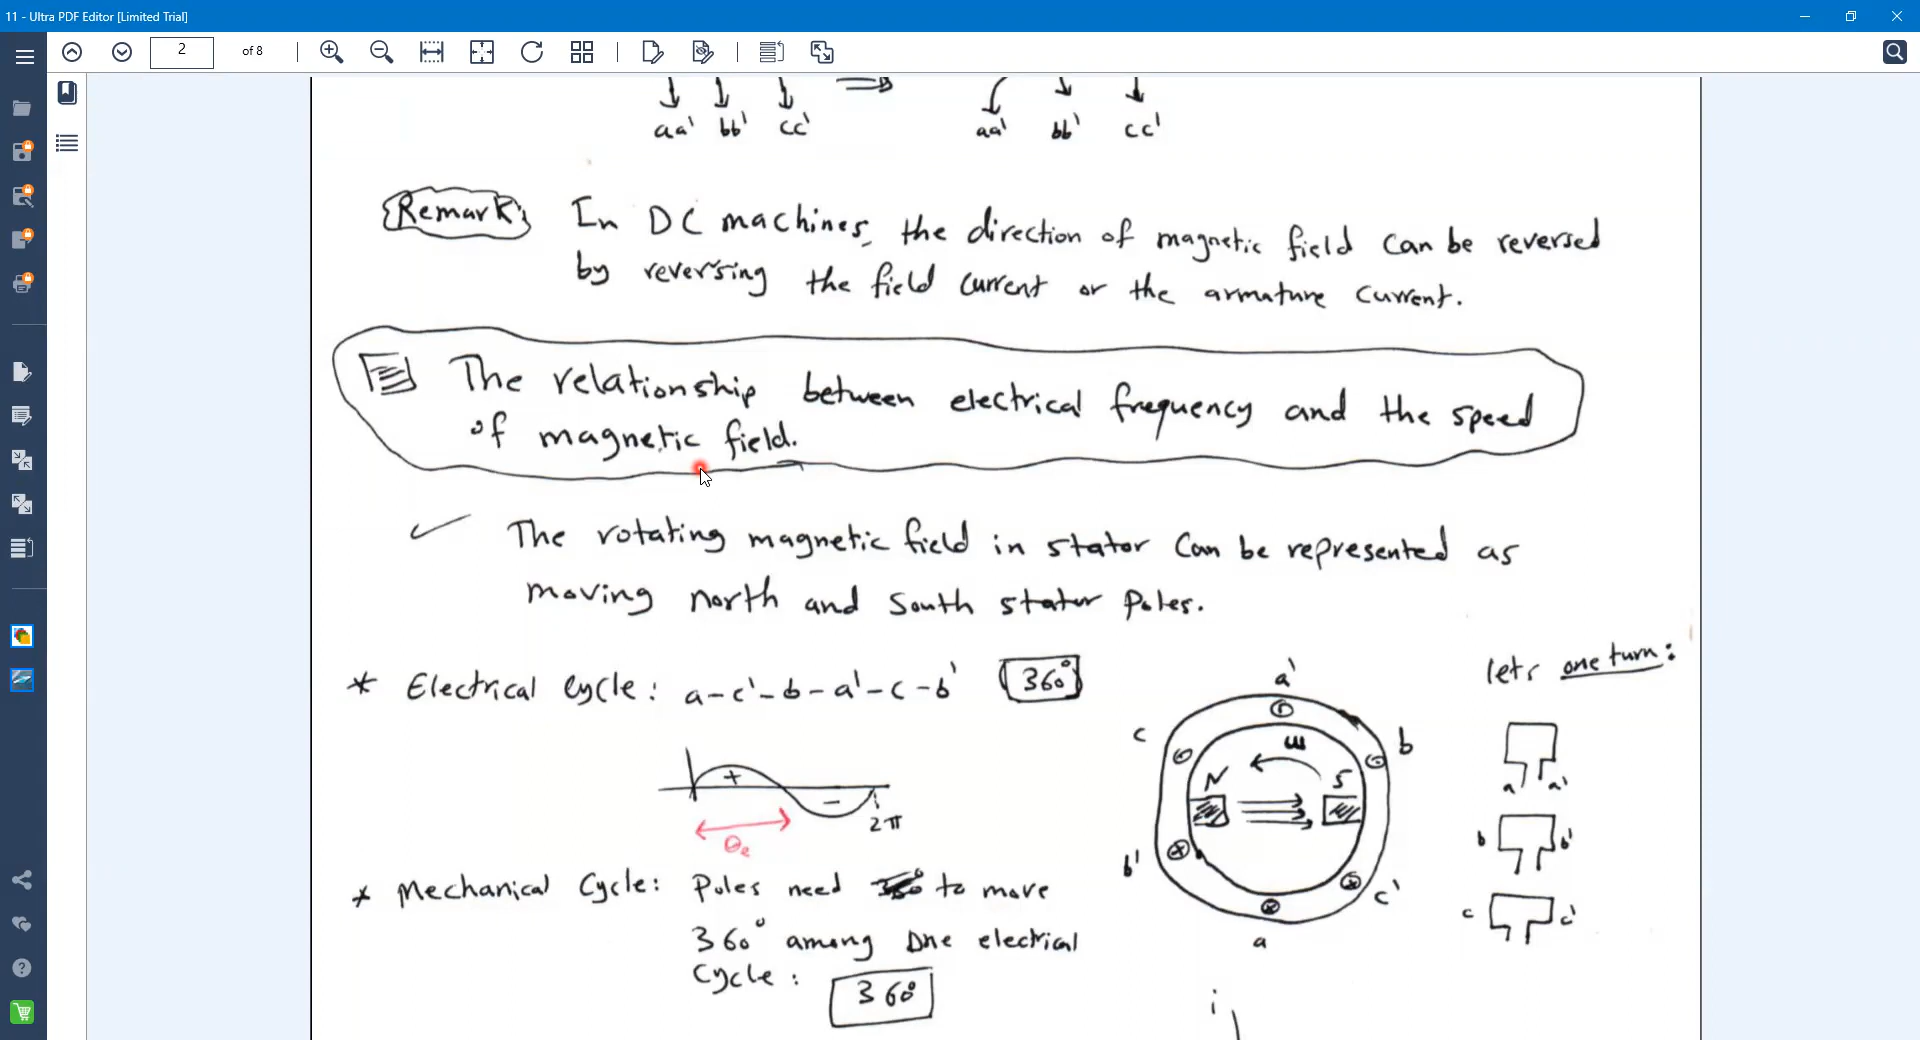 11 - Ultra PDF Editor [Limited Trial]
2 of 8
aa' bb' cc' aa' bb' cc'
Remark In DC machines, the direction of magnetic field can be reversed
by reversing the field current or the armature current.
The relationship between electrical frequency and the speed
of magnetic field.
The rotating magnetic field in stator can be represented as
moving north and south stator poles.
* Electrical cycle: a-c'-b-a'-c-b' 360°
lets one turn:
a'
c b
ω
N S
a a'
+ -
2π
θe
b b'
b' c'
* Mechanical Cycle: Poles need to move
360° among one electrical
cycle: 360°
a
c c'
i